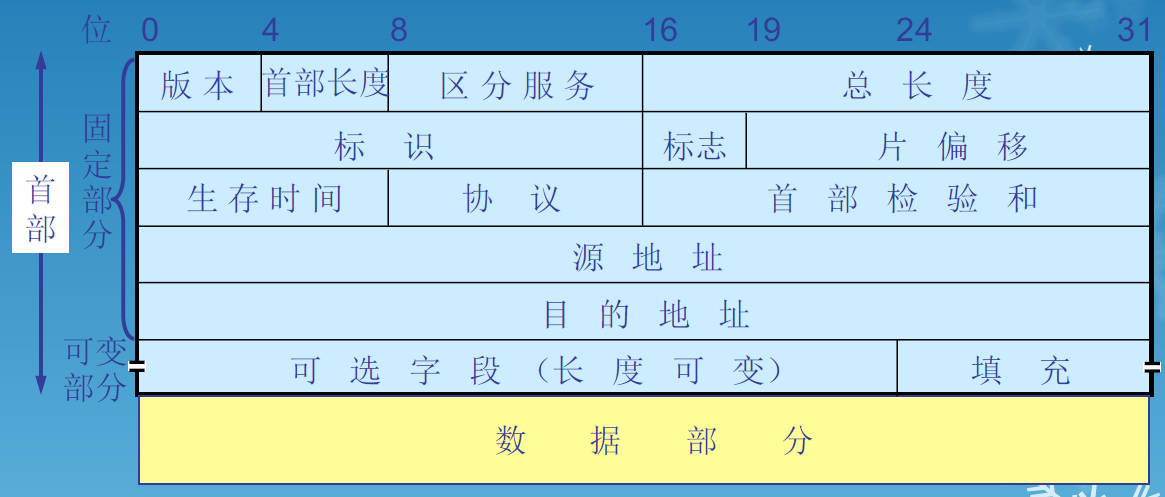 位 0 4 8 16 19 24 31
版本 首部长度 区分服务 总长度
标识 标志 片偏移
生存时间 协议 首部检验和
源地址
目的地址
可选字段（长度可变） 填充
数据部分
首部
固定部分
可变部分